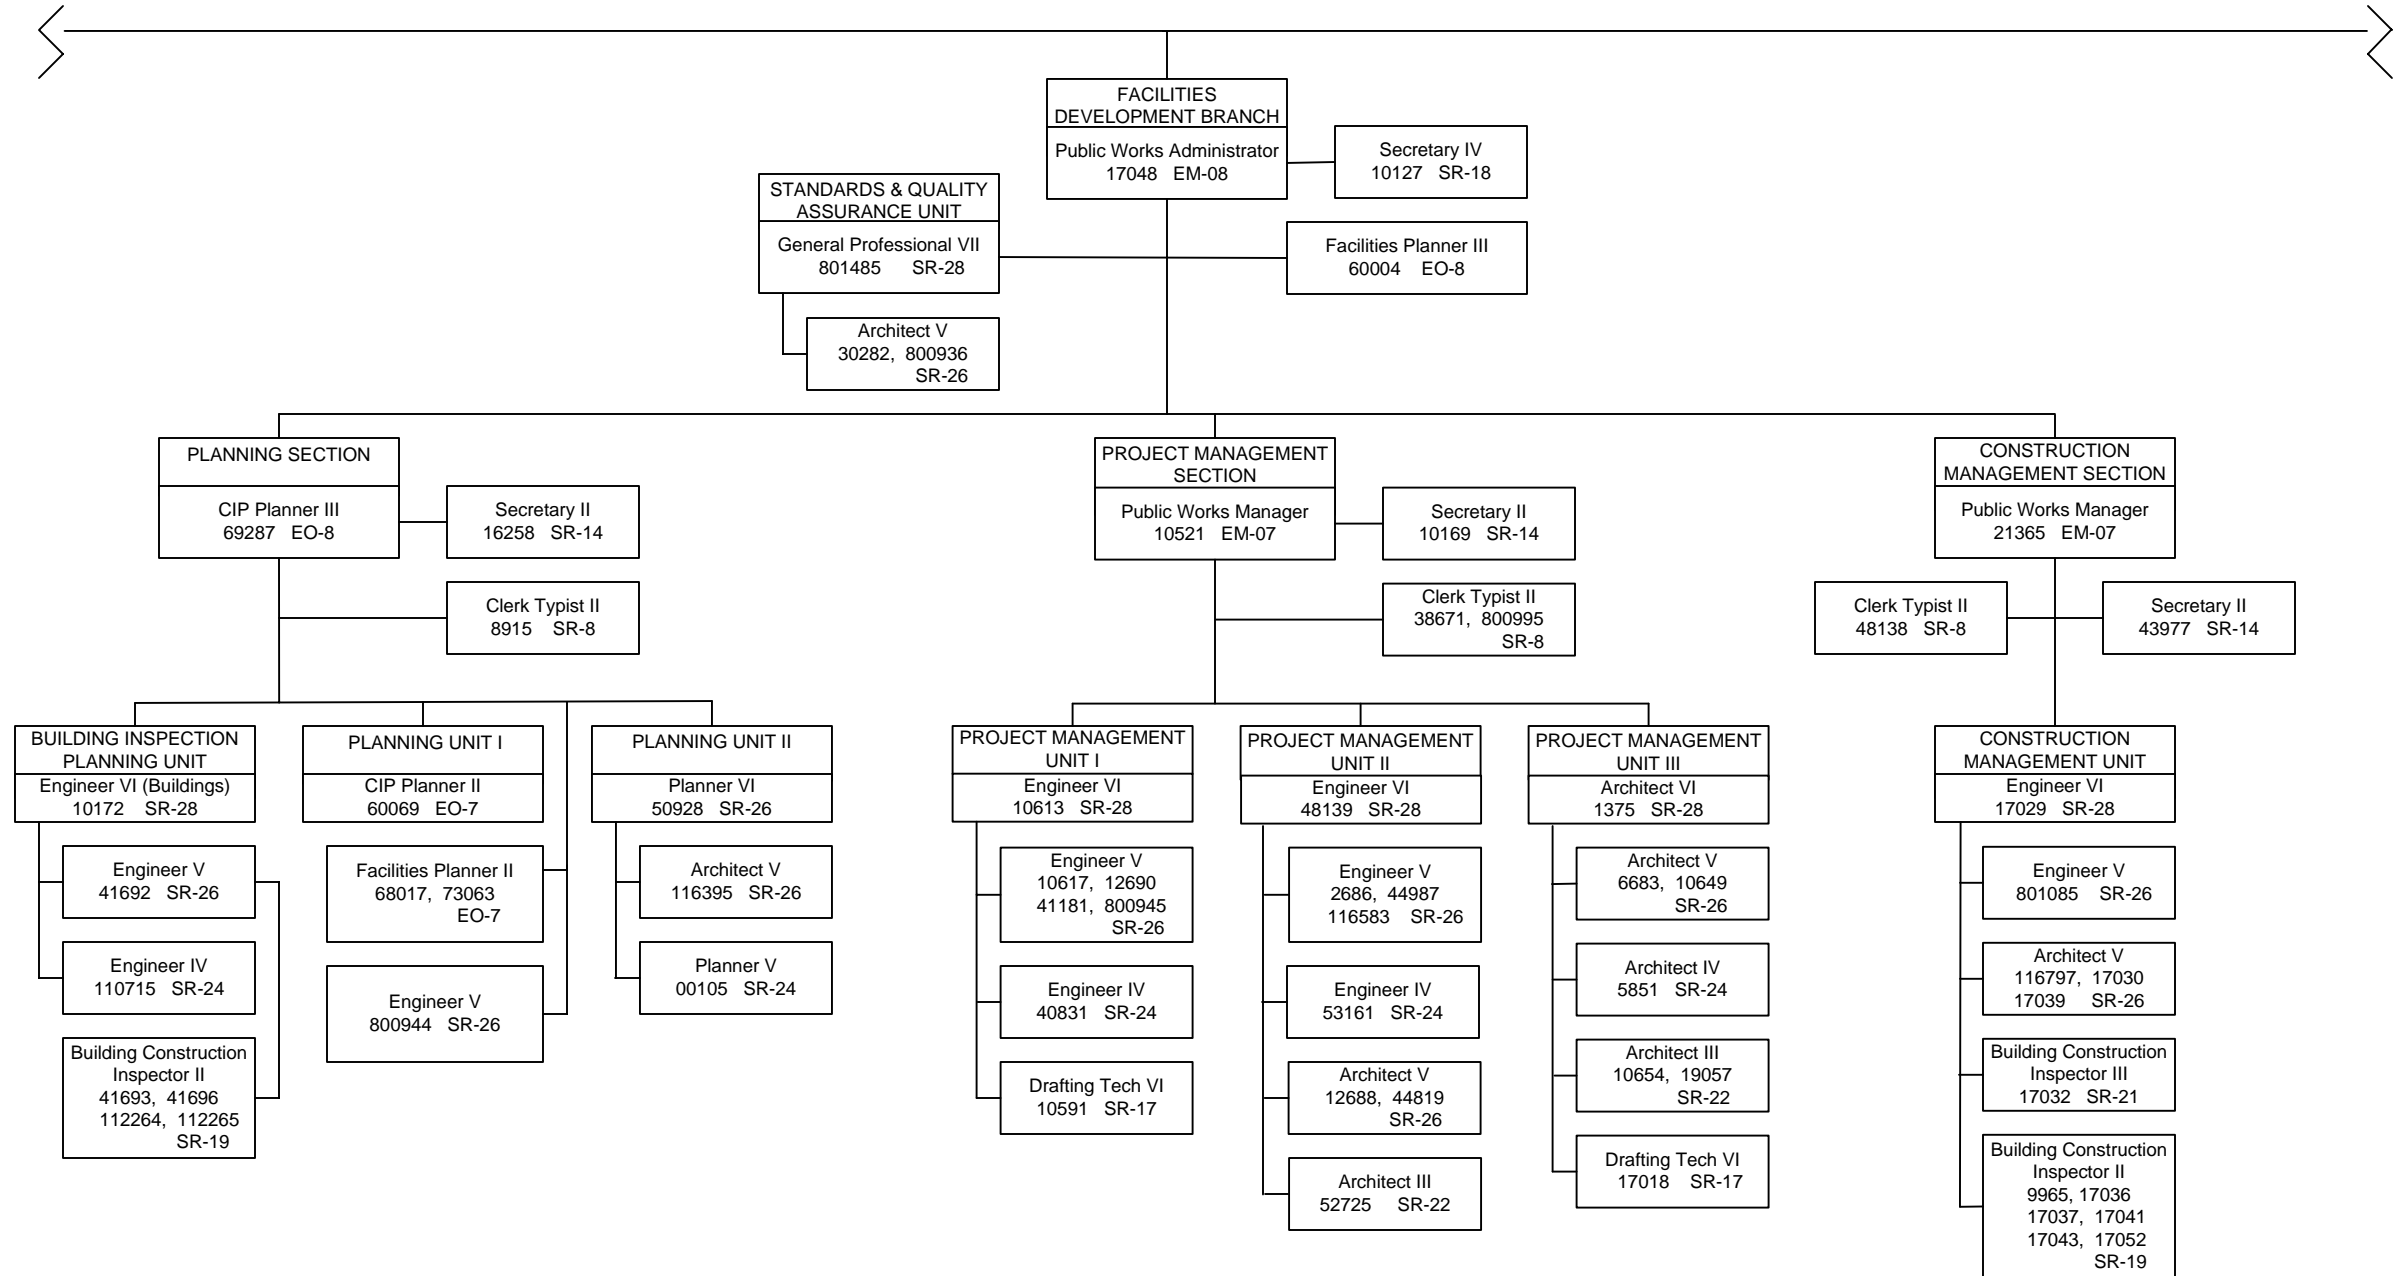 FACILITIES
DEVELOPMENT BRANCH
Public Works Administrator
17048 EM-08
Secretary IV
10127 SR-18
STANDARDS & QUALITY
ASSURANCE UNIT
General Professional VII
801485 SR-28
Facilities Planner III
60004 EO-8
Architect V
30282, 800936
SR-26
PLANNING SECTION
CIP Planner III
69287 EO-8
Secretary II
16258 SR-14
Clerk Typist II
8915 SR-8
PROJECT MANAGEMENT
SECTION
Public Works Manager
10521 EM-07
Secretary II
10169 SR-14
Clerk Typist II
38671, 800995
SR-8
CONSTRUCTION
MANAGEMENT SECTION
Public Works Manager
21365 EM-07
Clerk Typist II
48138 SR-8
Secretary II
43977 SR-14
BUILDING INSPECTION
PLANNING UNIT
Engineer VI (Buildings)
10172 SR-28
Engineer V
41692 SR-26
Engineer IV
110715 SR-24
Building Construction
Inspector II
41693, 41696
112264, 112265
SR-19
PLANNING UNIT I
CIP Planner II
60069 EO-7
Facilities Planner II
68017, 73063
EO-7
Engineer V
800944 SR-26
PLANNING UNIT II
Planner VI
50928 SR-26
Architect V
116395 SR-26
Planner V
00105 SR-24
PROJECT MANAGEMENT
UNIT I
Engineer VI
10613 SR-28
Engineer V
10617, 12690
41181, 800945
SR-26
Engineer IV
40831 SR-24
Drafting Tech VI
10591 SR-17
PROJECT MANAGEMENT
UNIT II
Engineer VI
48139 SR-28
Engineer V
2686, 44987
116583 SR-26
Engineer IV
53161 SR-24
Architect V
12688, 44819
SR-26
Architect III
52725 SR-22
PROJECT MANAGEMENT
UNIT III
Architect VI
1375 SR-28
Architect V
6683, 10649
SR-26
Architect IV
5851 SR-24
Architect III
10654, 19057
SR-22
Drafting Tech VI
17018 SR-17
CONSTRUCTION
MANAGEMENT UNIT
Engineer VI
17029 SR-28
Engineer V
801085 SR-26
Architect V
116797, 17030
17039 SR-26
Building Construction
Inspector III
17032 SR-21
Building Construction
Inspector II
9965, 17036
17037, 17041
17043, 17052
SR-19